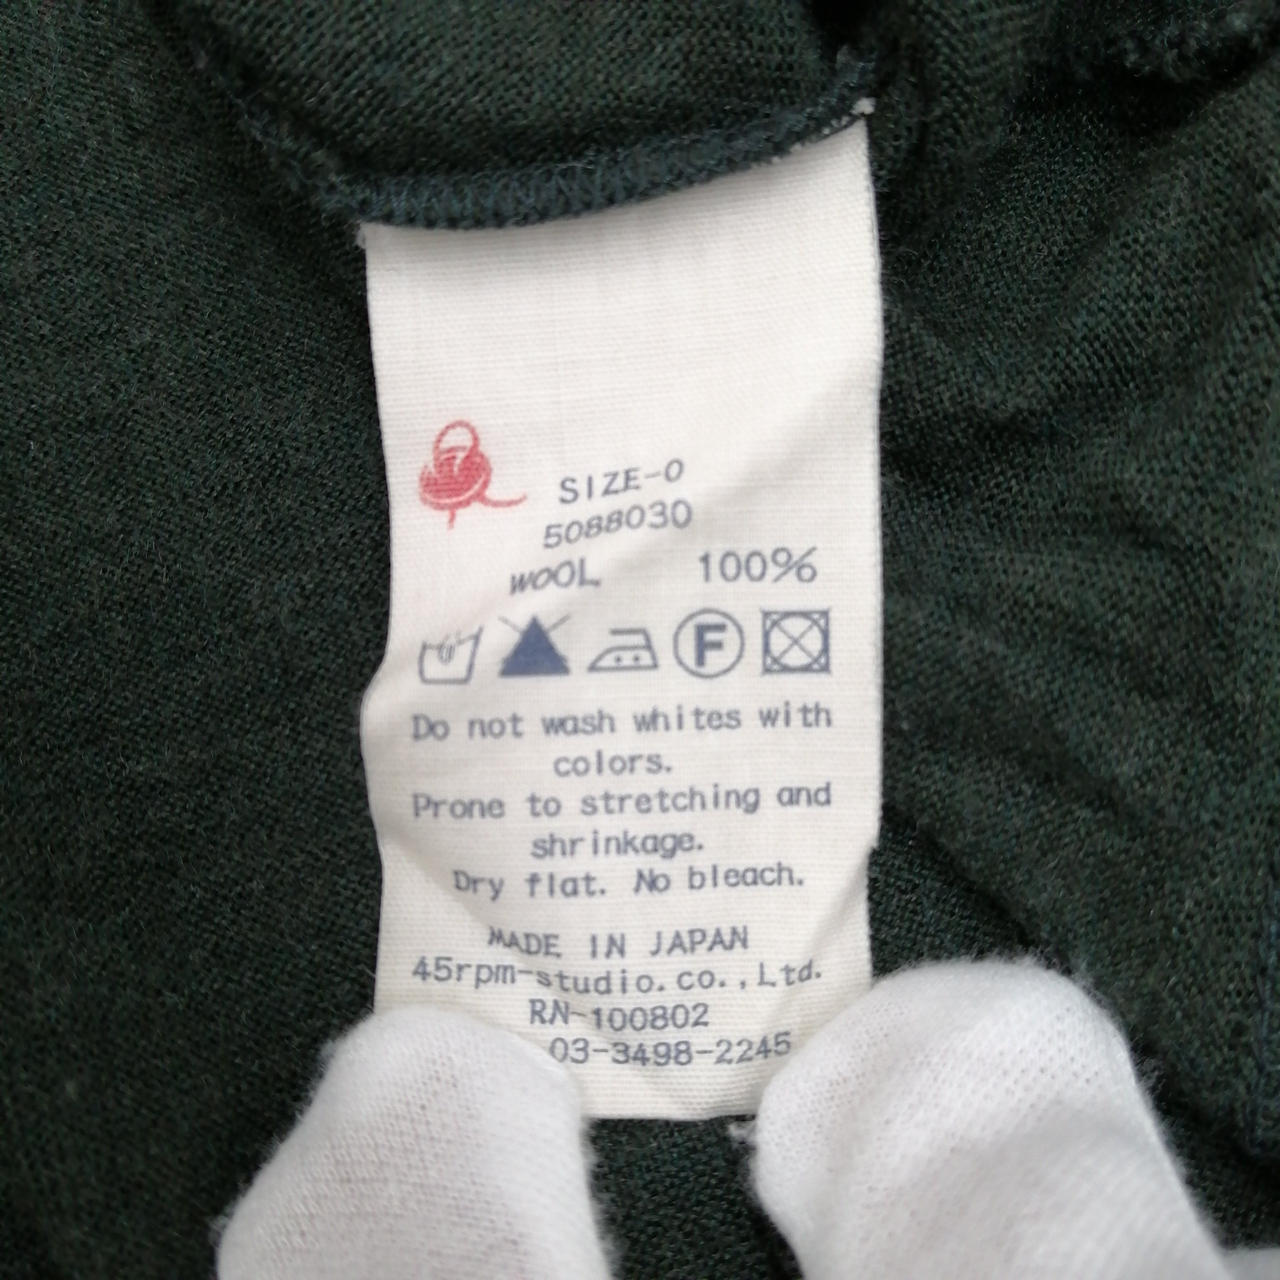 SIZE-0
5088030
WOOL 100%
F
Do not wash whites with
colors.
Prone to stretching and
shrinkage.
Dry flat. No bleach.
MADE IN JAPAN
45rpm-studio.co.,Ltd.
RN-100802
03-3498-2245